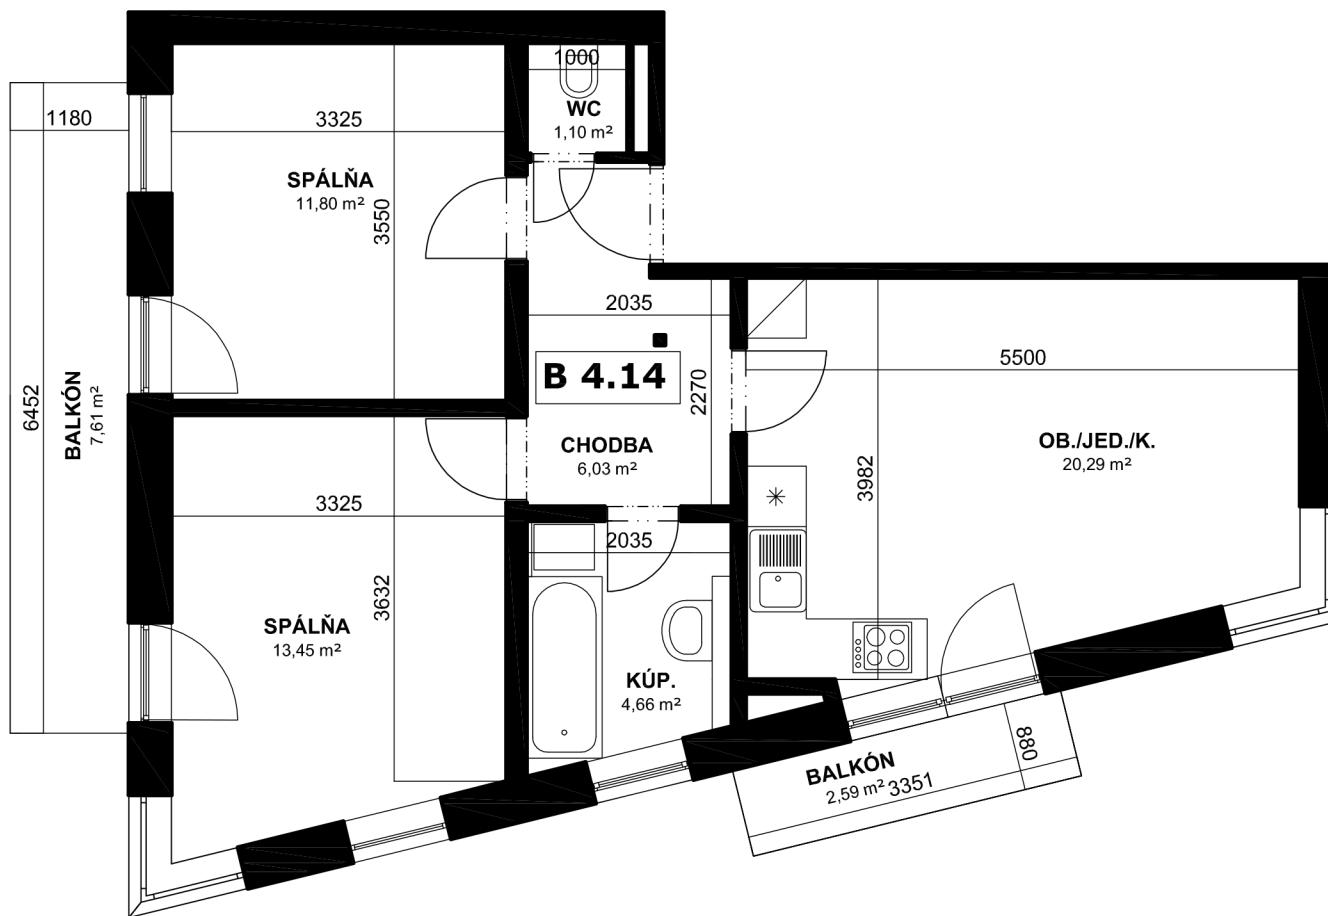 1000
WC
1,10 m²
1180
3325
SPÁLŇA
11,80 m²
3550
2035
B 4.14
2270
5500
6452
BALKÓN
7,61 m²
CHODBA
6,03 m²
OB./JED./K.
20,29 m²
3982
3325
2035
3632
SPÁLŇA
13,45 m²
KÚP.
4,66 m²
880
BALKÓN
2,59 m²
3351